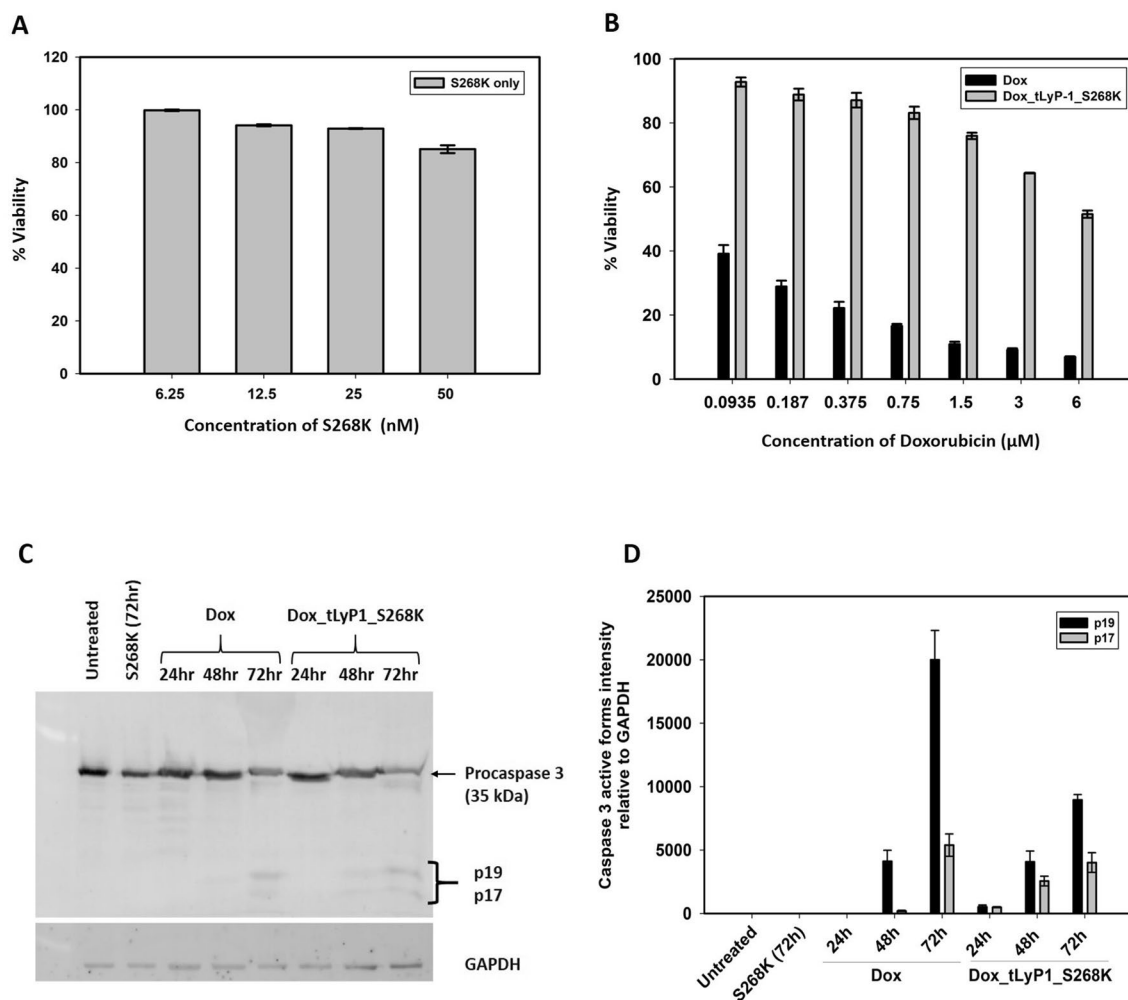 A
120
100
80
60
40
20
0
% Viability
S268K only
6.25 12.5 25 50
Concentration of S268K (nM)
B
100
80
60
40
20
0
% Viability
Dox
Dox_tLyP-1_S268K
0.0935 0.187 0.375 0.75 1.5 3 6
Concentration of Doxorubicin (µM)
C
Untreated
S268K (72hr)
Dox
Dox_tLyP1_S268K
24hr 48hr 72hr 24hr 48hr 72hr
Procaspase 3
(35 kDa)
p19
p17
GAPDH
D
25000
20000
15000
10000
5000
0
Caspase 3 active forms intensity
relative to GAPDH
p19
p17
Untreated
S268K (72h)
24h 48h 72h 24h 48h 72h
Dox
Dox_tLyP1_S268K